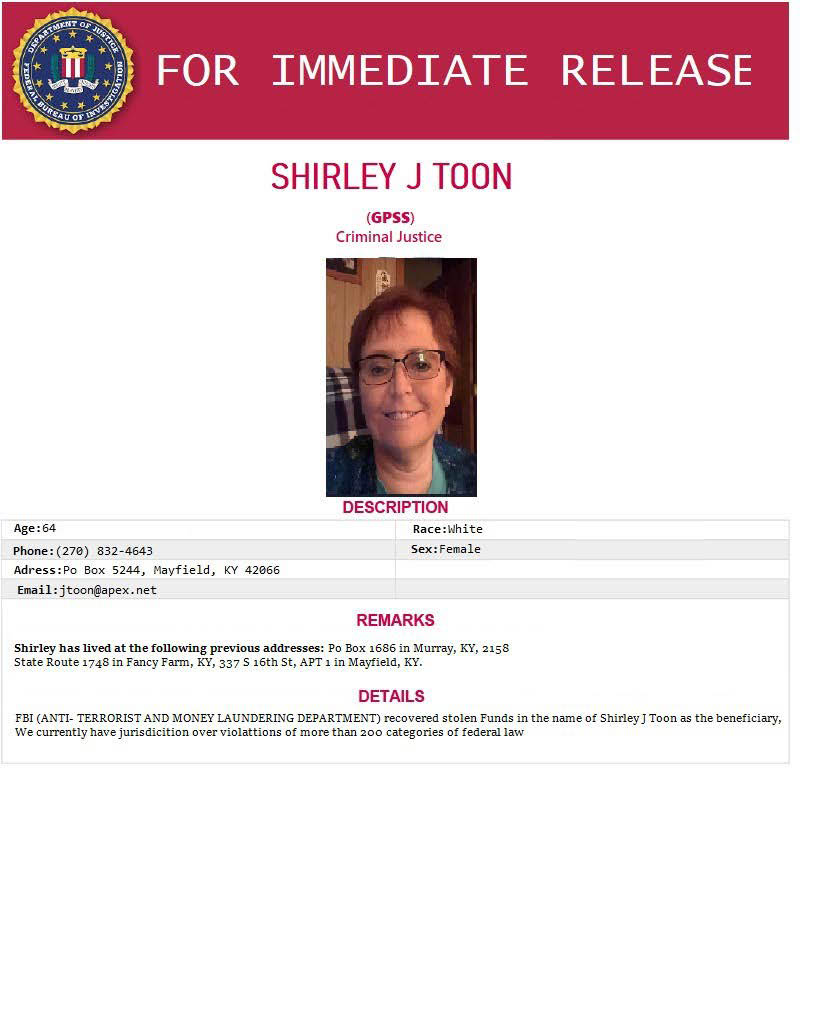 DEPARTMENT OF JUSTICE
FEDERAL BUREAU OF INVESTIGATION
FOR IMMEDIATE RELEASE
SHIRLEY J TOON
(GPSS)
Criminal Justice
DESCRIPTION
Age:64 Race:White
Phone:(270) 832-4643 Sex:Female
Adress:Po Box 5244, Mayfield, KY 42066
Email:jtoon@apex.net
REMARKS
Shirley has lived at the following previous addresses: Po Box 1686 in Murray, KY, 2158
State Route 1748 in Fancy Farm, KY, 337 S 16th St, APT 1 in Mayfield, KY.
DETAILS
FBI (ANTI- TERRORIST AND MONEY LAUNDERING DEPARTMENT) recovered stolen Funds in the name of Shirley J Toon as the beneficiary,
We currently have jurisdicition over violattions of more than 200 categories of federal law